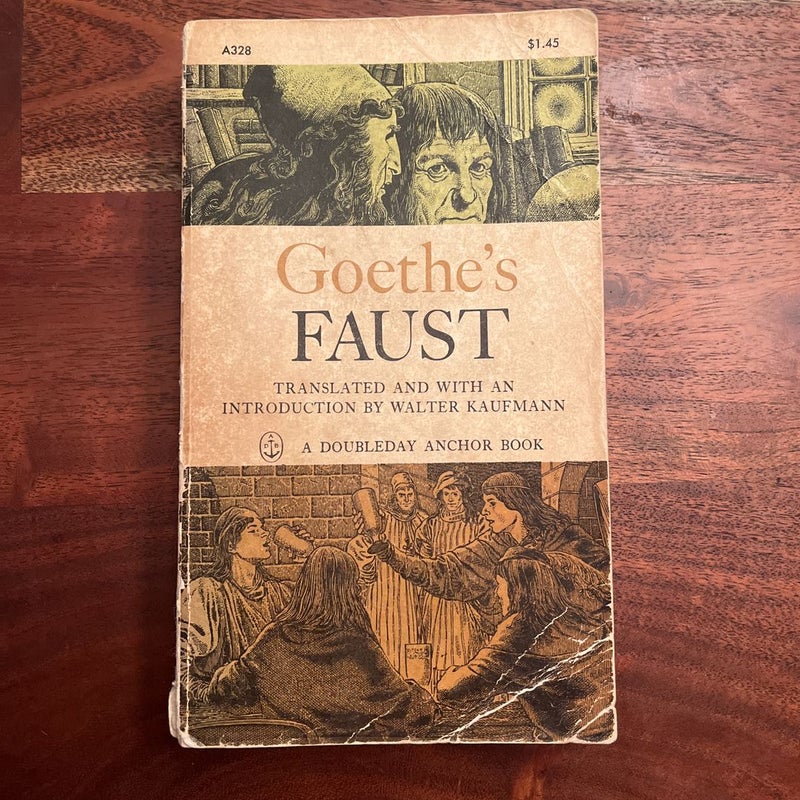 A328 $1.45
Goethe's
FAUST
TRANSLATED AND WITH AN
INTRODUCTION BY WALTER KAUFMANN
A DOUBLEDAY ANCHOR BOOK